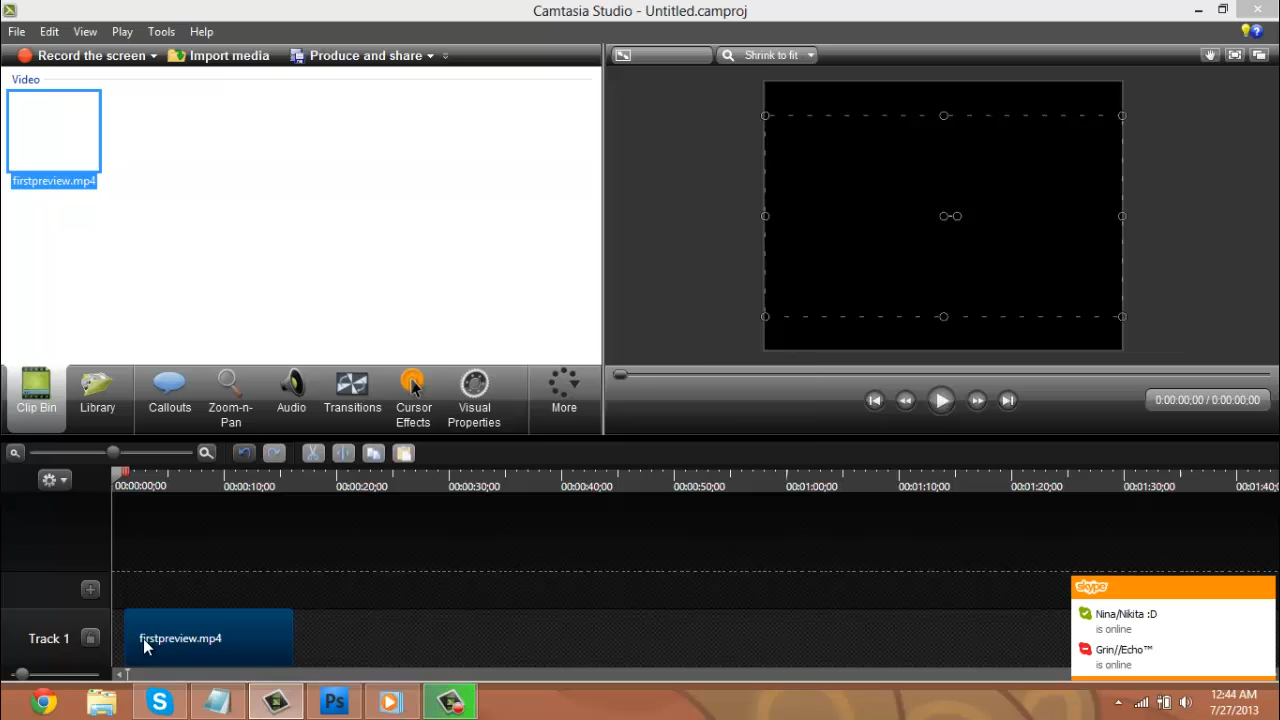 Camtasia Studio - Untitled.camproj
File Edit View Play Tools Help
Record the screen Import media Produce and share Shrink to fit
Video
firstpreview.mp4
Clip Bin Library Callouts Zoom-n-Pan Audio Transitions Cursor Effects Visual Properties More
0:00:00;00 / 0:00:00,00
00:00:00;00 00:00:10;00 00:00:20;00 00:00:30;00 00:00:40;00 00:00:50;00 00:01:00;00 00:01:10;00 00:01:20;00 00:01:30;00 00:01:40;
Track 1 firstpreview.mp4
skype
Nina/Nikita :D
is online
Grin//Echo™
is online
Ps
12:44 AM
7/27/2013